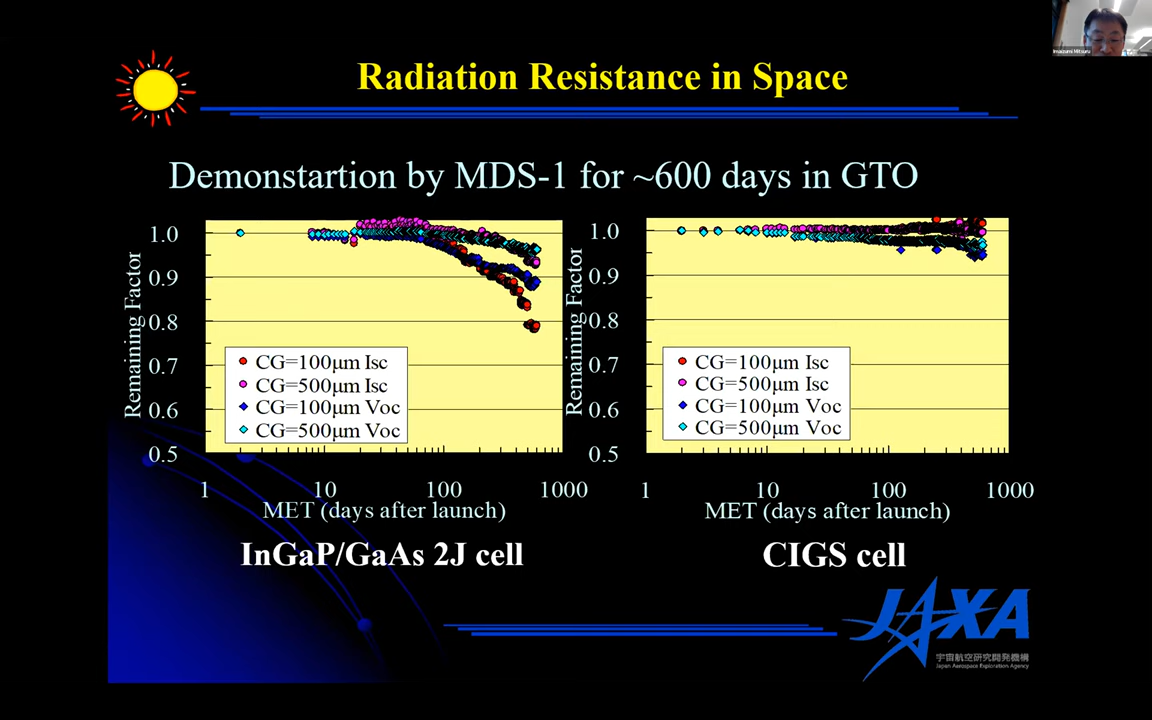 Imaizumi Mitsuru
Radiation Resistance in Space
Demonstartion by MDS-1 for ~600 days in GTO
Remaining Factor
1.0
0.9
0.8
0.7
0.6
0.5
CG=100μm Isc
CG=500μm Isc
CG=100μm Voc
CG=500μm Voc
1 10 100 1000
MET (days after launch)
InGaP/GaAs 2J cell
Remaining Factor
1.0
0.9
0.8
0.7
0.6
0.5
CG=100μm Isc
CG=500μm Isc
CG=100μm Voc
CG=500μm Voc
1 10 100 1000
MET (days after launch)
CIGS cell
JAXA
宇宙航空研究開発機構
Japan Aerospace Exploration Agency